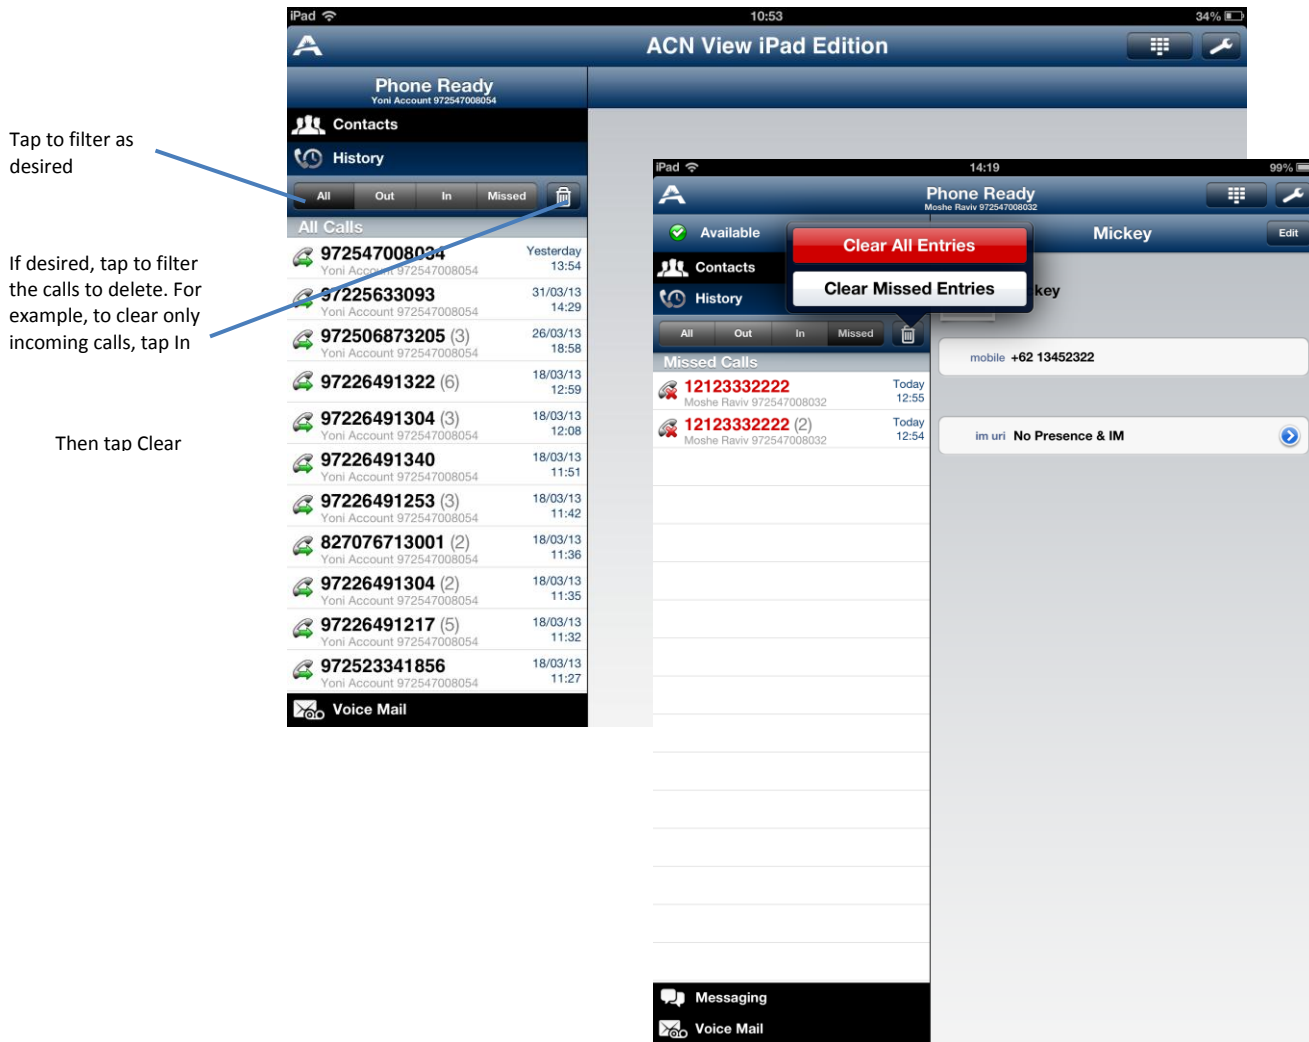 Tap to filter as
desired
If desired, tap to filter
the calls to delete. For
example, to clear only
incoming calls, tap In
Then tap Clear
iPad 10:53 34%
ACN View iPad Edition
Phone Ready
Yoni Account 972547008054
Contacts
History
All Out In Missed
All Calls
972547008034 Yesterday
Yoni Account 972547008054 13:54
97225633093 31/03/13
Yoni Account 972547008054 14:29
972506873205 (3) 26/03/13
Yoni Account 972547008054 18:58
97226491322 (6) 18/03/13
12:59
97226491304 (3) 18/03/13
Yoni Account 972547008054 12:08
97226491340 18/03/13
Yoni Account 972547008054 11:51
97226491253 (3) 18/03/13
Yoni Account 972547008054 11:42
827076713001 (2) 18/03/13
Yoni Account 972547008054 11:36
97226491304 (2) 18/03/13
Yoni Account 972547008054 11:35
97226491217 (5) 18/03/13
Yoni Account 972547008054 11:32
972523341856 18/03/13
Yoni Account 972547008054 11:27
Voice Mail
iPad 14:19 99%
Phone Ready
Moshe Raviv 972547008032
Available
Mickey Edit
Clear All Entries
Clear Missed Entries
Contacts
History
key
All Out In Missed
Missed Calls
12123332222 Today
Moshe Raviv 972547008032 12:55
12123332222 (2) Today
Moshe Raviv 972547008032 12:54
mobile +62 13452322
im uri No Presence & IM
Messaging
Voice Mail